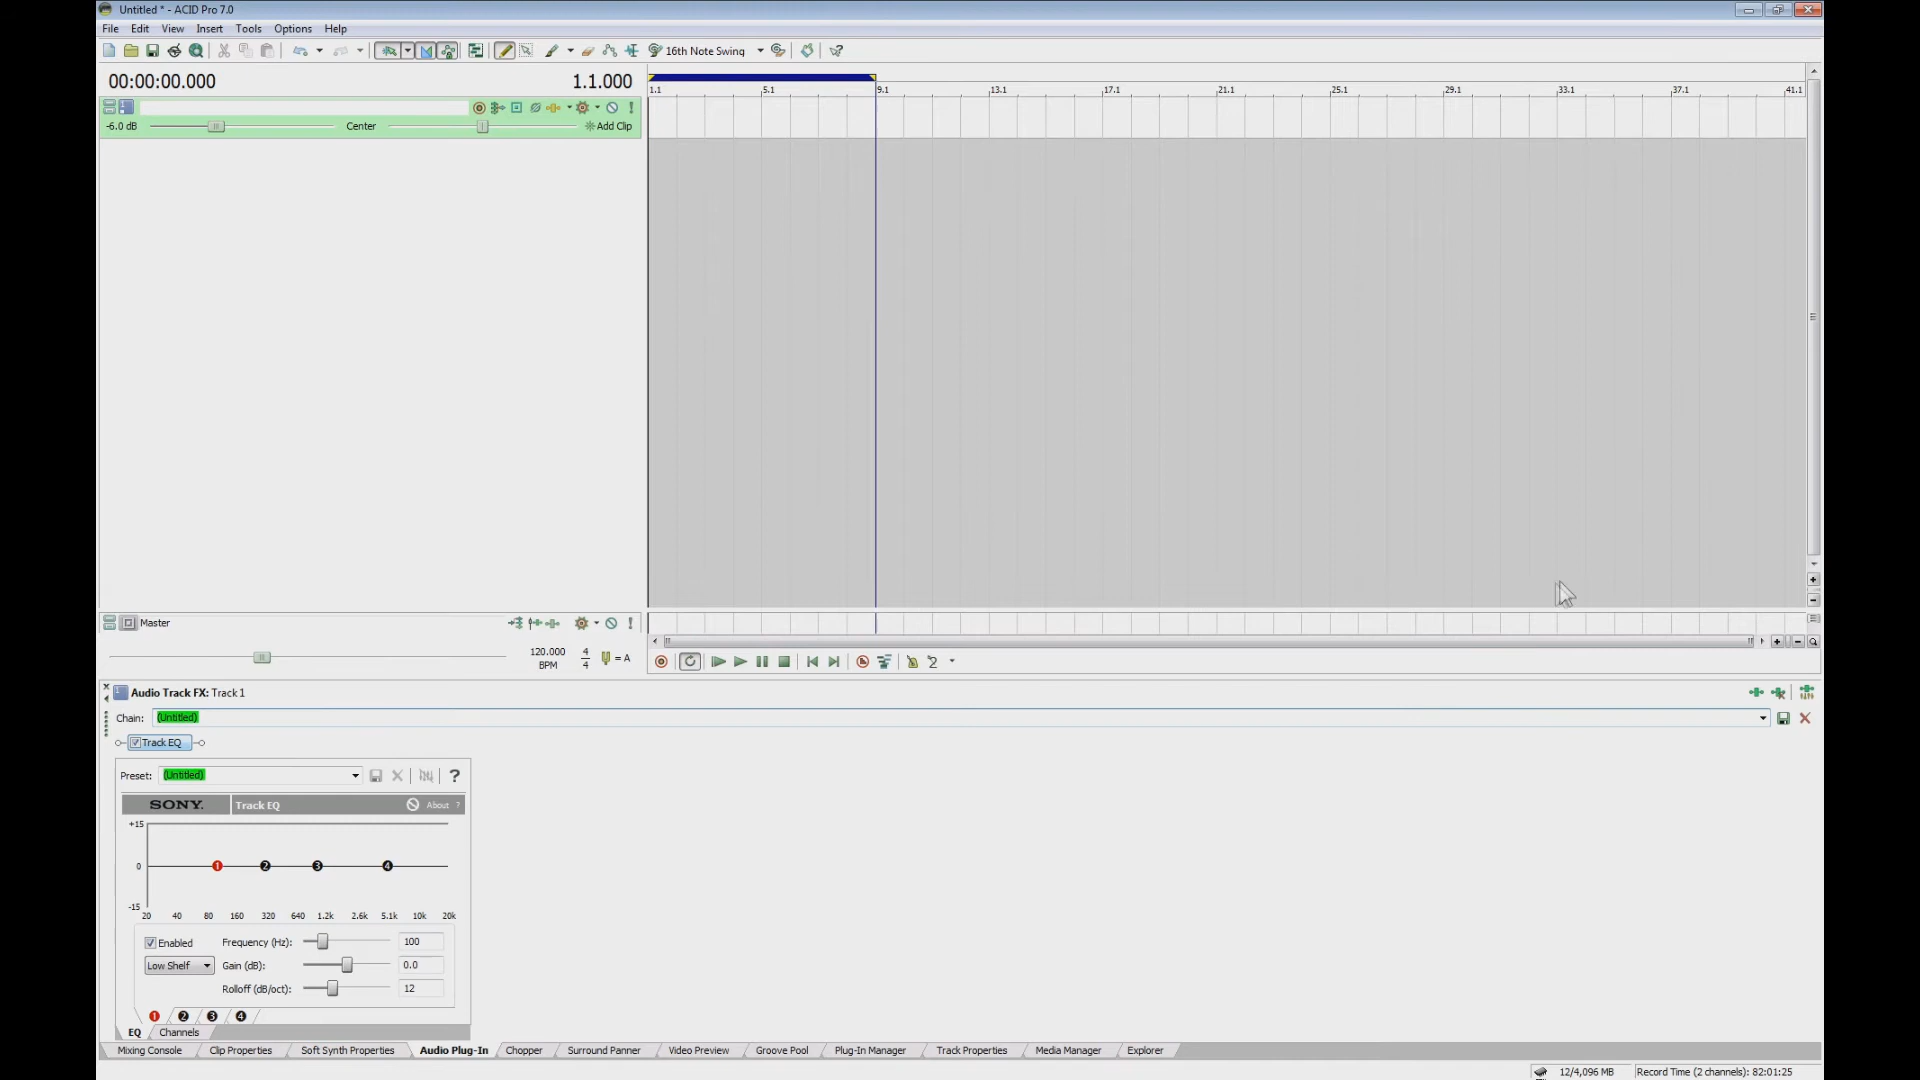 Untitled * - ACID Pro 7.0
File Edit View Insert Tools Options Help
16th Note Swing
00:00:00.000 1.1.000
1.1 5.1 9.1 13.1 17.1 21.1 25.1 29.1 33.1 37.1 41.1
-6.0 dB Center Add Clip
Master
120.000 BPM 4/4 = A
Audio Track FX: Track 1
Chain: (Untitled)
Track EQ
Preset: (Untitled) ?
SONY. Track EQ About ?
+15
0 1 2 3 4
-15
20 40 80 160 320 640 1.2k 2.6k 5.1k 10k 20k
Enabled Frequency (Hz): 100
Low Shelf Gain (dB): 0.0
Rolloff (dB/oct): 12
1 2 3 4
EQ Channels
Mixing Console Clip Properties Soft Synth Properties Audio Plug-In Chopper Surround Panner Video Preview Groove Pool Plug-In Manager Track Properties Media Manager Explorer
12/4,096 MB Record Time (2 channels): 82:01:25